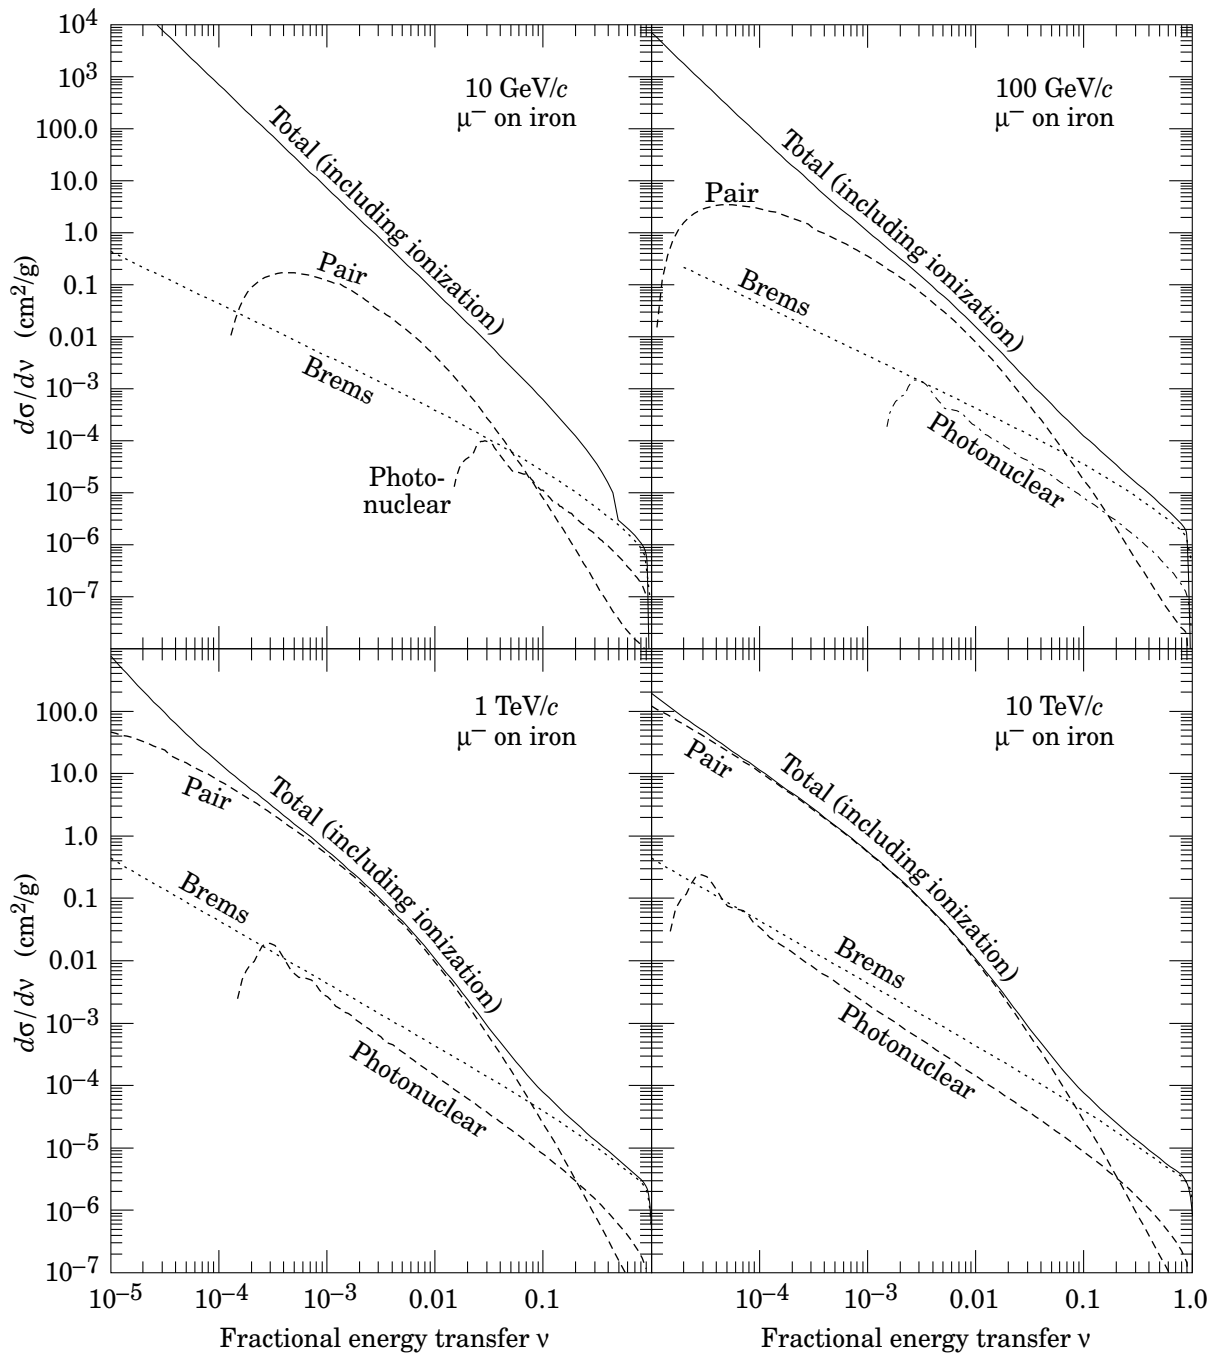 10⁴
10³
100.0
10.0
1.0
0.1
0.01
10⁻³
10⁻⁴
10⁻⁵
10⁻⁶
10⁻⁷
dσ/dν (cm²/g)
10 GeV/c
μ⁻ on iron
Total (including ionization)
Pair
Brems
Photo-
nuclear
100 GeV/c
μ⁻ on iron
Total (including ionization)
Pair
Brems
Photonuclear
100.0
10.0
1.0
0.1
0.01
10⁻³
10⁻⁴
10⁻⁵
10⁻⁶
10⁻⁷
dσ/dν (cm²/g)
1 TeV/c
μ⁻ on iron
Total (including ionization)
Pair
Brems
Photonuclear
10 TeV/c
μ⁻ on iron
Total (including ionization)
Pair
Brems
Photonuclear
10⁻⁵ 10⁻⁴ 10⁻³ 0.01 0.1
10⁻⁴ 10⁻³ 0.01 0.1 1.0
Fractional energy transfer ν
Fractional energy transfer ν